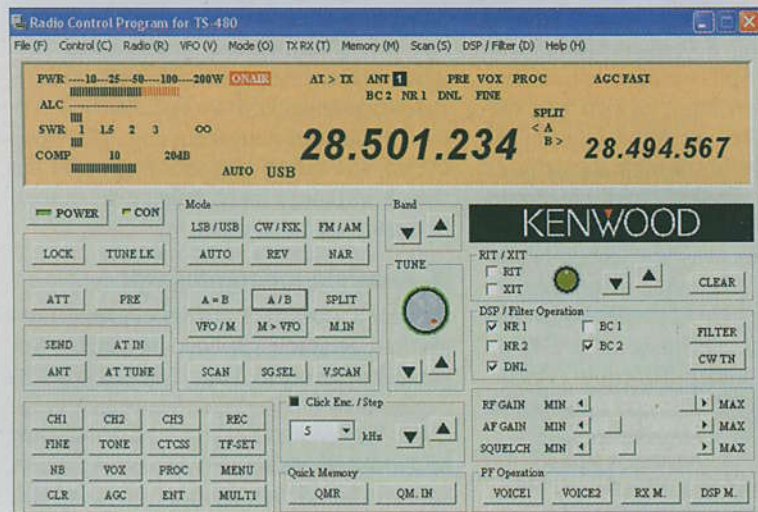 Radio Control Program for TS-480
File (F) Control (C) Radio (R) VFO (V) Mode (O) TX RX (T) Memory (M) Scan (S) DSP / Filter (D) Help (H)
PWR ----10---25---50----100----200W ON AIR AT > TX ANT 1 PRE VOX PROC AGC FAST
ALC BC 2 NR 1 DNL FINE
SWR 1 1.5 2 3 ∞
SPLIT
< A
B >
28.501.234 28.494.567
COMP 10 20dB
AUTO USB
POWER CON
Mode
LSB / USB CW / FSK FM / AM
AUTO REV NAR
Band
KENWOOD
LOCK TUNE LK
TUNE
RIT / XIT
RIT
XIT
CLEAR
ATT PRE
A = B A / B SPLIT
VFO / M M > VFO M.IN
DSP / Filter Operation
NR 1 BC 1 FILTER
NR 2 BC 2
DNL CW TN
SEND AT IN
ANT AT TUNE
SCAN SG.SEL V.SCAN
CH1 CH2 CH3 REC
FINE TONE CTCSS TF-SET
NB VOX PROC MENU
CLR AGC ENT MULTI
Click Enc. / Step
5 kHz
RF GAIN MIN MAX
AF GAIN MIN MAX
SQUELCH MIN MAX
Quick Memory
QMR QM. IN
PF Operation
VOICE1 VOICE2 RX M. DSP M.